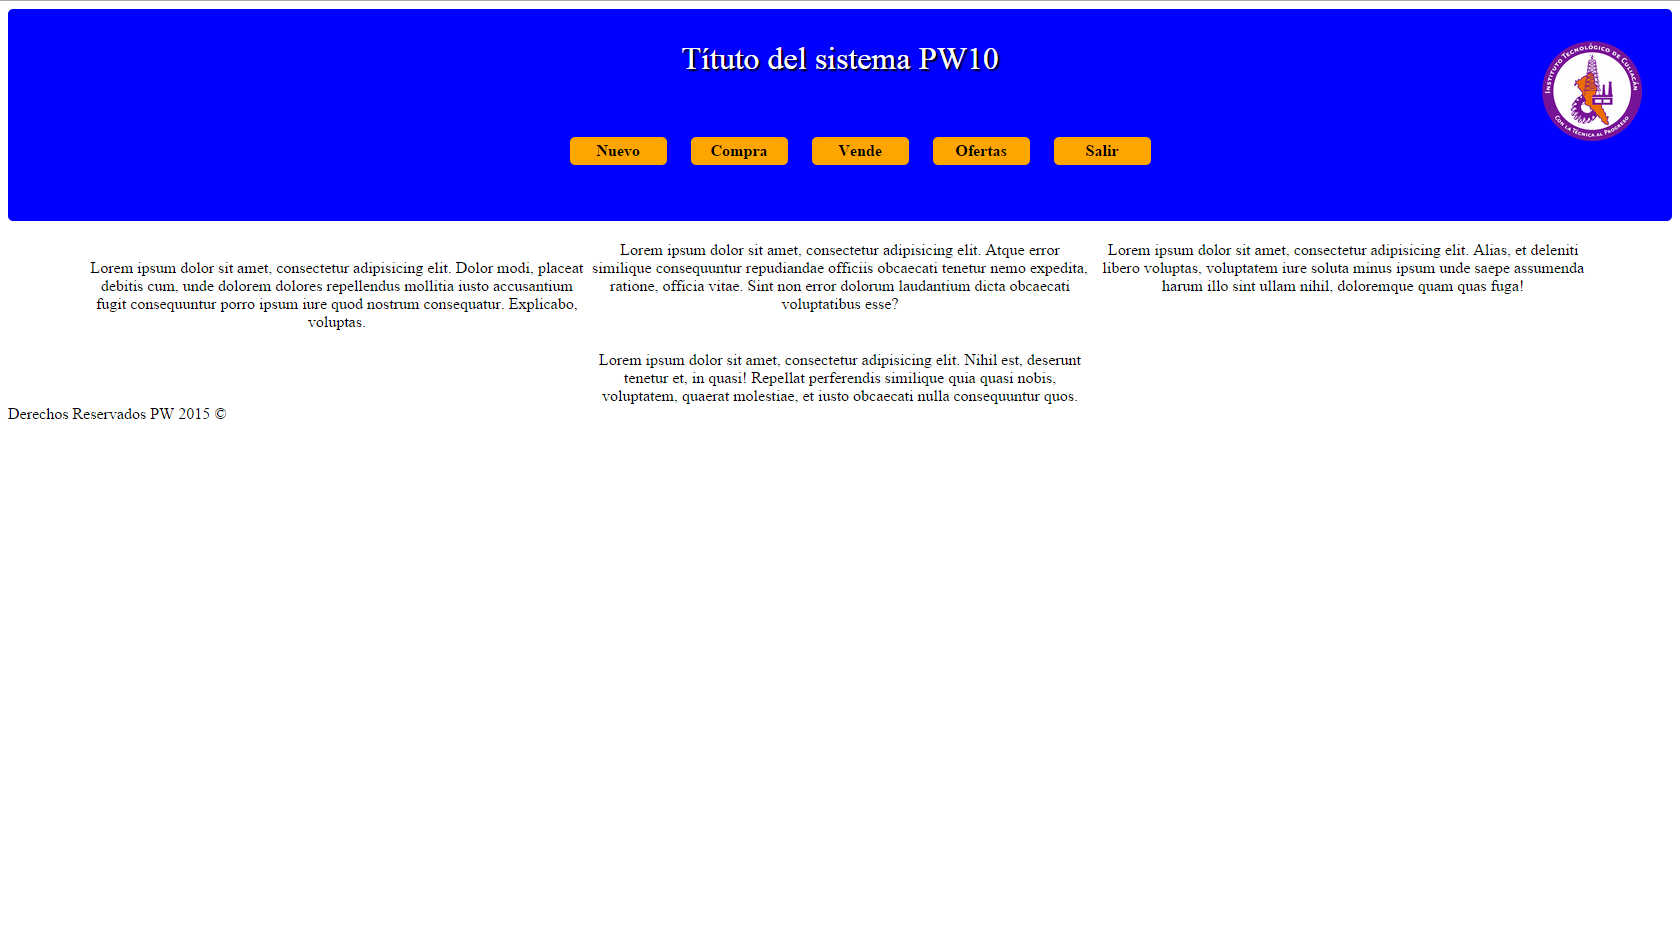 Títuto del sistema PW10
INSTITUTO TECNOLÓGICO DE CULIACÁN
CON LA TÉCNICA AL PROGRESO
Nuevo
Compra
Vende
Ofertas
Salir
Lorem ipsum dolor sit amet, consectetur adipisicing elit. Dolor modi, placeat
debitis cum, unde dolorem dolores repellendus mollitia iusto accusantium
fugit consequuntur porro ipsum iure quod nostrum consequatur. Explicabo,
voluptas.
Lorem ipsum dolor sit amet, consectetur adipisicing elit. Atque error
similique consequuntur repudiandae officiis obcaecati tenetur nemo expedita,
ratione, officia vitae. Sint non error dolorum laudantium dicta obcaecati
voluptatibus esse?
Lorem ipsum dolor sit amet, consectetur adipisicing elit. Alias, et deleniti
libero voluptas, voluptatem iure soluta minus ipsum unde saepe assumenda
harum illo sint ullam nihil, doloremque quam quas fuga!
Lorem ipsum dolor sit amet, consectetur adipisicing elit. Nihil est, deserunt
tenetur et, in quasi! Repellat perferendis similique quia quasi nobis,
voluptatem, quaerat molestiae, et iusto obcaecati nulla consequuntur quos.
Derechos Reservados PW 2015 ©